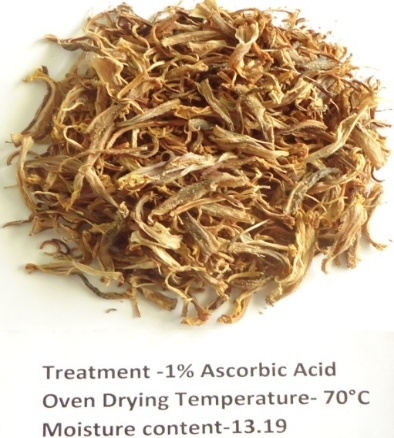 Treatment -1% Ascorbic Acid
Oven Drying Temperature- 70°C
Moisture content-13.19